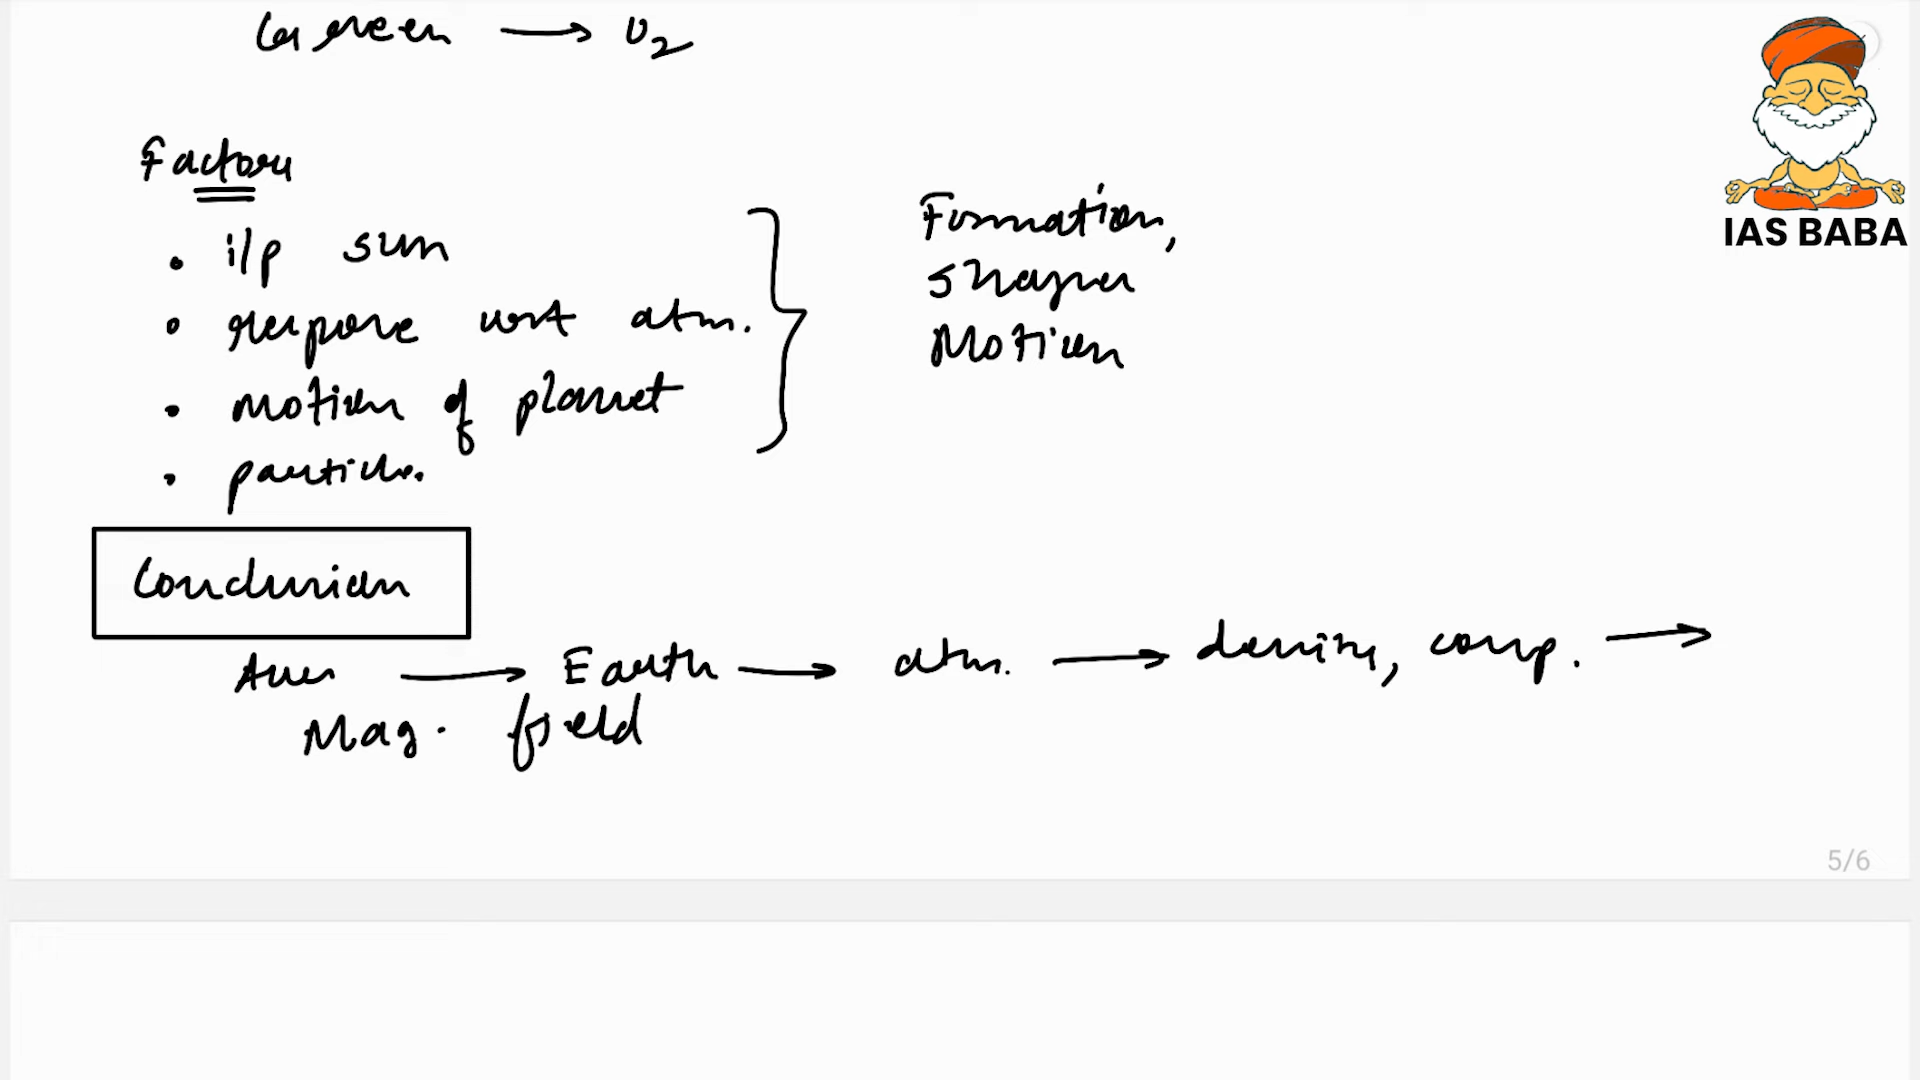 Green → O2
IAS BABA
Factors
• i/p sun
• response wrt atm.
• motion of planet
• particles.
Formation,
Shapes
Motion
Conclusion
→ Earth → atm. → density, comp. →
Mag. field
5/6